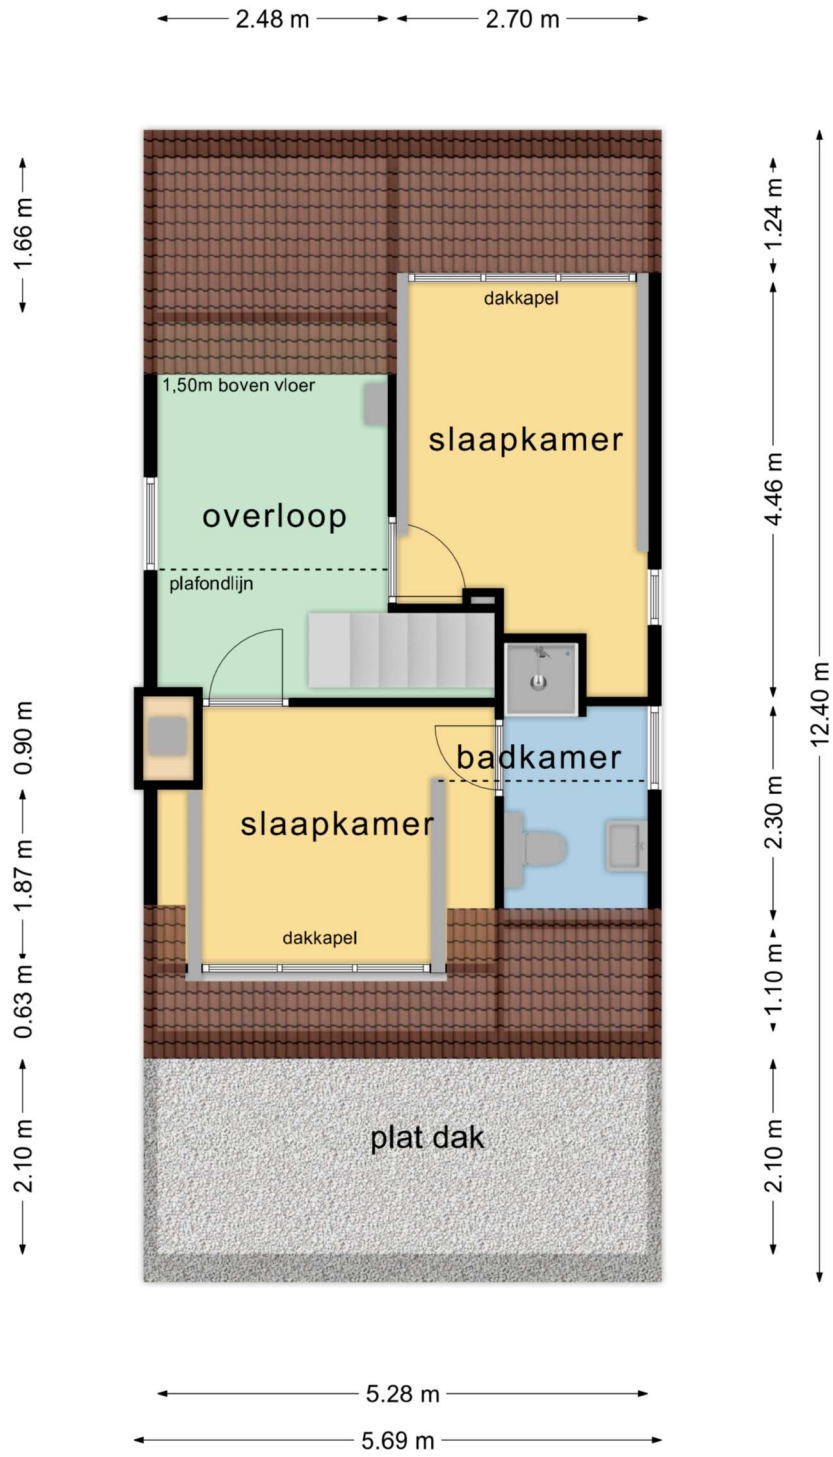 2.48 m
2.70 m
1.66 m
1.24 m
dakkapel
1,50m boven vloer
slaapkamer
overloop
4.46 m
plafondlijn
12.40 m
0.90 m
badkamer
slaapkamer
2.30 m
1.87 m
dakkapel
0.63 m
1.10 m
plat dak
2.10 m
2.10 m
5.28 m
5.69 m